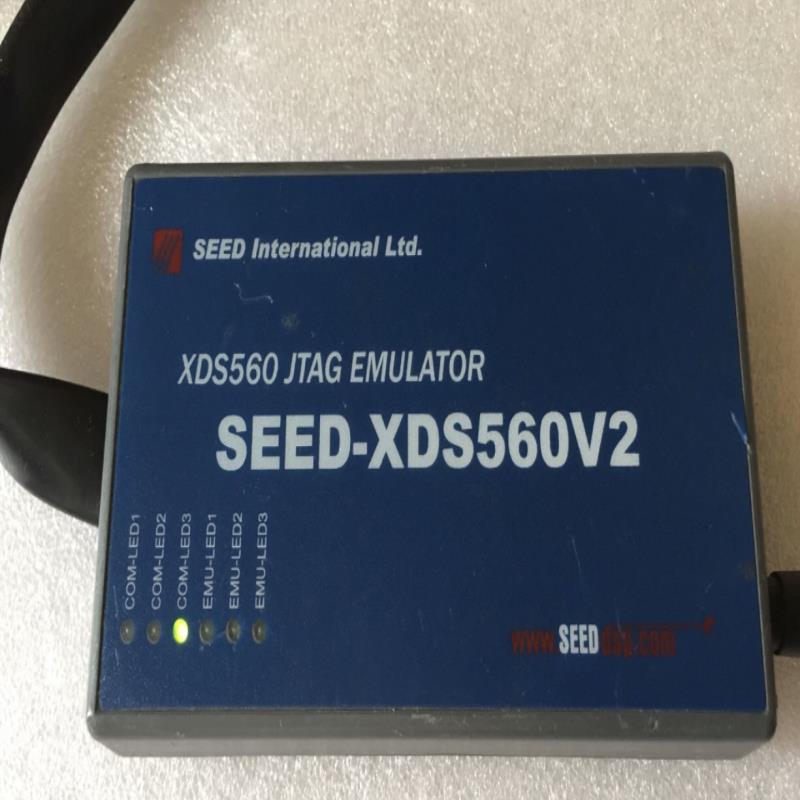 SEED International Ltd.
XDS560 JTAG EMULATOR
SEED-XDS560V2
COM-LED1
COM-LED2
COM-LED3
EMU-LED1
EMU-LED2
EMU-LED3
www.SEEDdsp.com